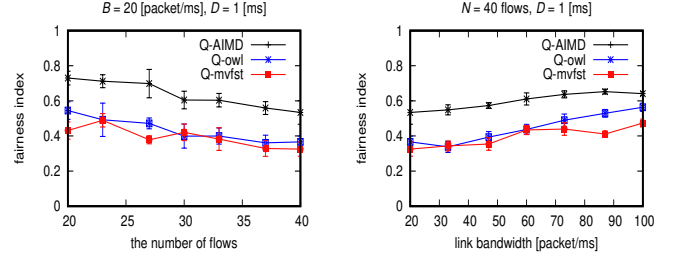 B = 20 [packet/ms], D = 1 [ms]
fairness index
1
0.8
0.6
0.4
0.2
0
Q-AIMD
Q-owl
Q-mvfst
20 25 30 35 40
the number of flows
N = 40 flows, D = 1 [ms]
fairness index
1
0.8
0.6
0.4
0.2
0
Q-AIMD
Q-owl
Q-mvfst
20 30 40 50 60 70 80 90 100
link bandwidth [packet/ms]